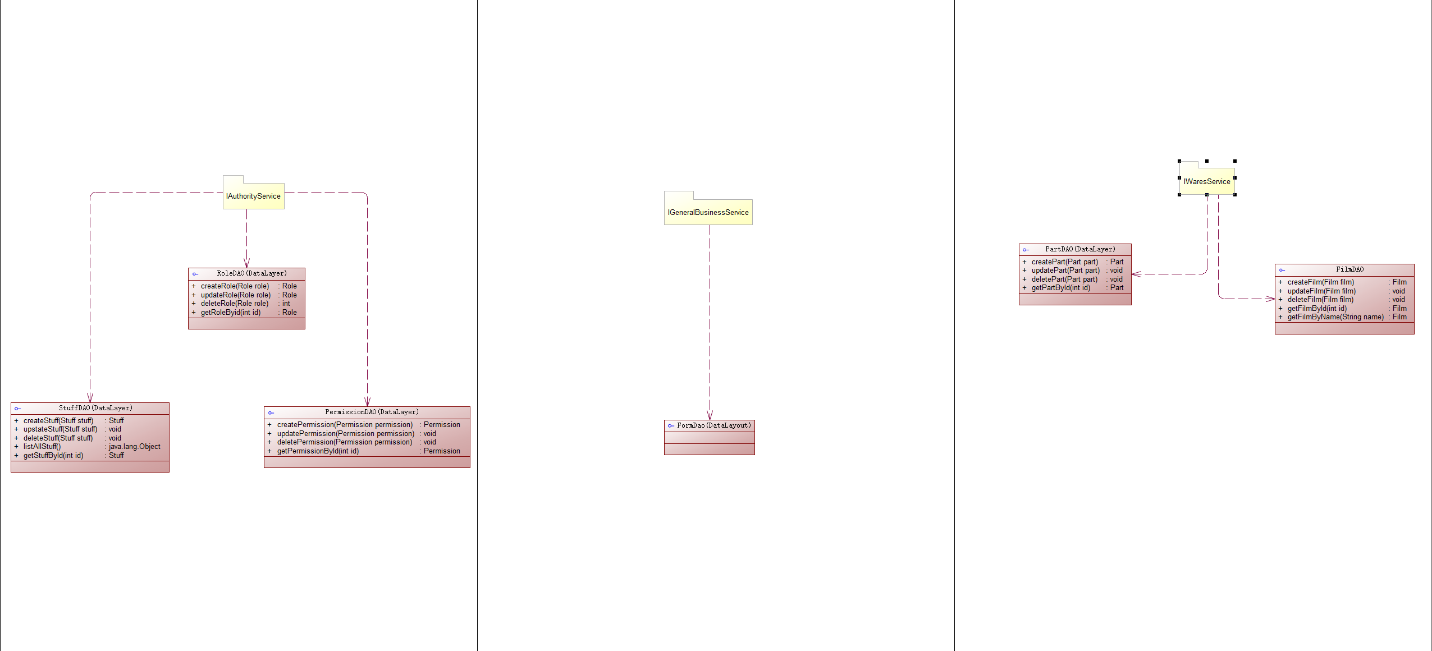 IAuthorityService
RoleDAO(DataLayer)
+ createRole(Role role) : Role
+ updateRole(Role role) : Role
+ deleteRole(Role role) : int
+ getRoleByid(int id) : Role
StuffDAO(DataLayer)
+ createStuff(Stuff stuff) : Stuff
+ upstateStuff(Stuff stuff) : void
+ deleteStuff(Stuff stuff) : void
+ listAllStuff() : java.lang.Object
+ getStuffById(int id) : Stuff
PermissionDAO(DataLayer)
+ createPermission(Permission permission) : Permission
+ updatePermission(Permission permission) : void
+ deletePermission(Permission permission) : void
+ getPermissionById(int id) : Permission
IGeneralBusinessService
FormDao(DataLayout)
IWaresService
PartDAO(DataLayer)
+ createPart(Part part) : Part
+ updatePart(Part part) : void
+ deletePart(Part part) : void
+ getPartById(int id) : Part
FilmDAO
+ createFilm(Film film) : Film
+ updateFilm(Film film) : void
+ deleteFilm(Film film) : void
+ getFilmById(int id) : Film
+ getFilmByName(String name) : Film